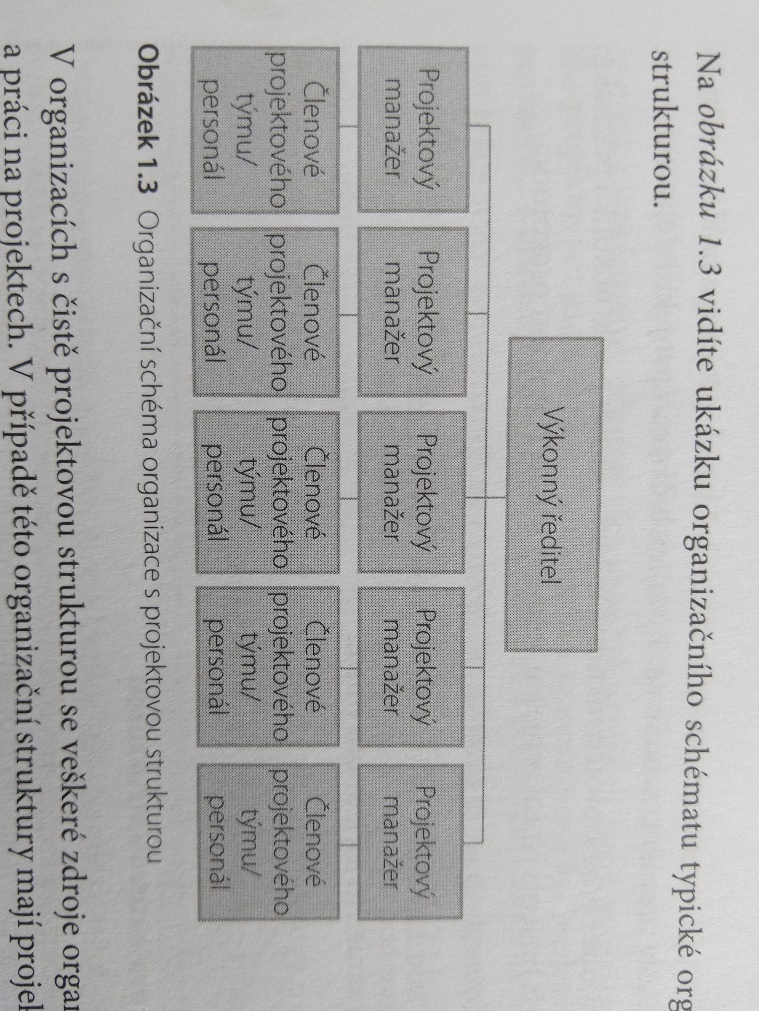 Na obrázku 1.3 vidíte ukázku organizačního schématu typické org
strukturou.
Výkonný ředitel
Projektový
manažer
Projektový
manažer
Projektový
manažer
Projektový
manažer
Projektový
manažer
Členové
projektového
týmu/
personál
Členové
projektového
týmu/
personál
Členové
projektového
týmu/
personál
Členové
projektového
týmu/
personál
Členové
projektového
týmu/
personál
Obrázek 1.3 Organizační schéma organizace s projektovou strukturou
V organizacích s čistě projektovou strukturou se veškeré zdroje organ
a práci na projektech. V případě této organizační struktury mají projek